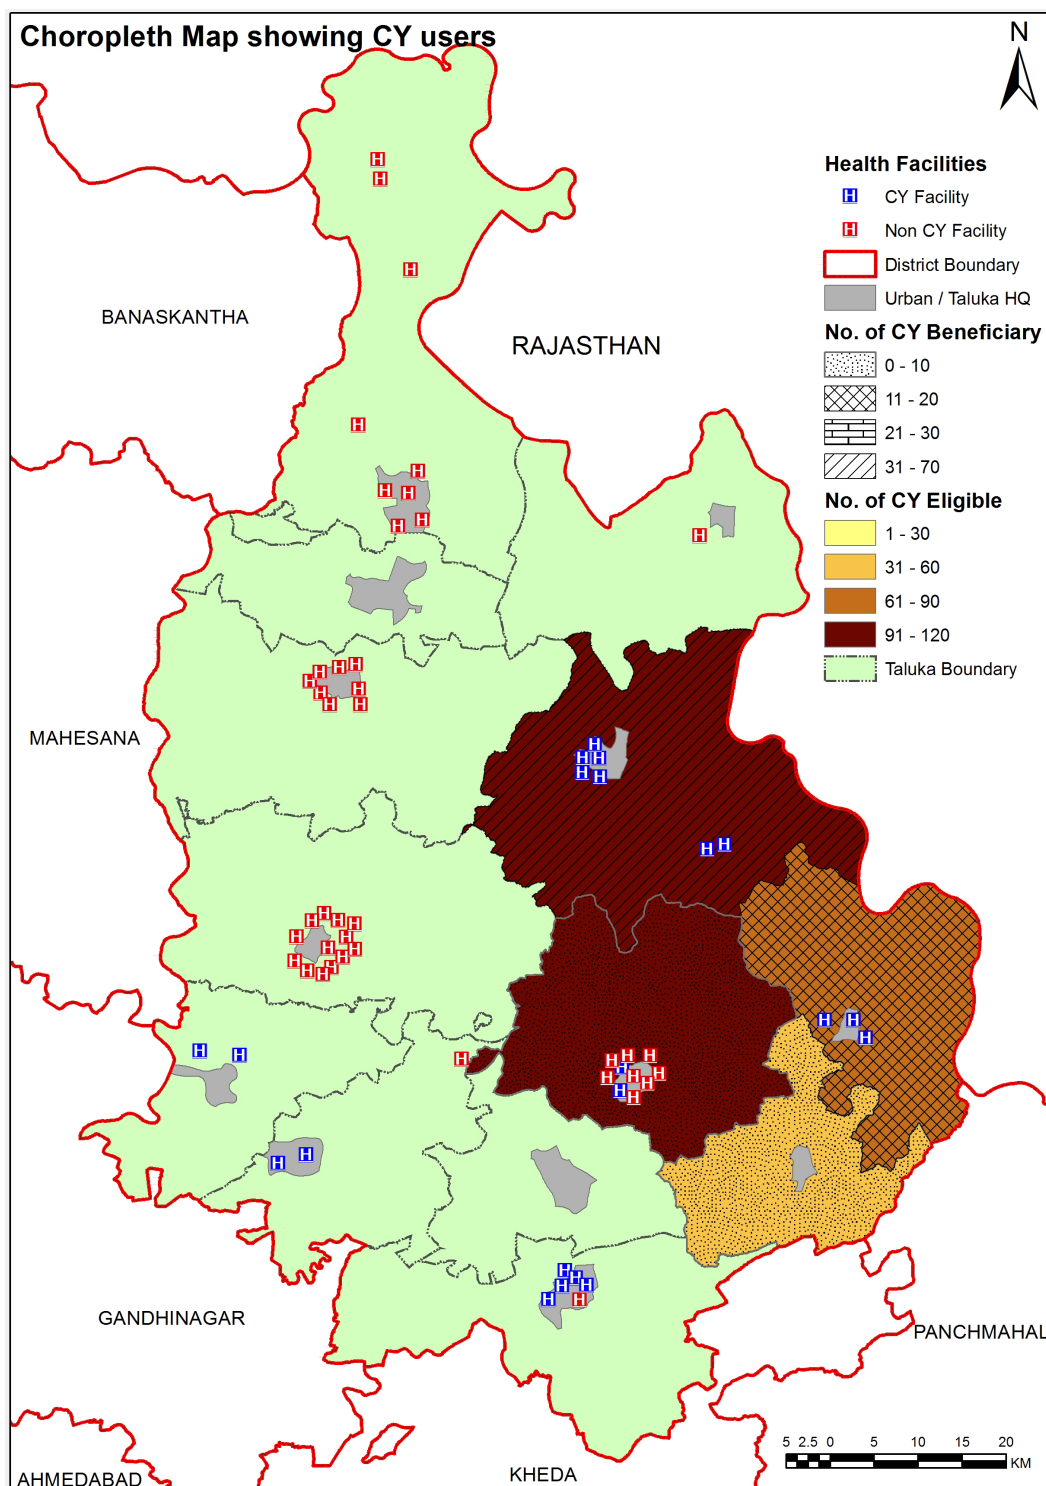 Choropleth Map showing CY users
N
Health Facilities
H CY Facility
H Non CY Facility
District Boundary
Urban / Taluka HQ
No. of CY Beneficiary
0 - 10
11 - 20
21 - 30
31 - 70
No. of CY Eligible
1 - 30
31 - 60
61 - 90
91 - 120
Taluka Boundary
BANASKANTHA
RAJASTHAN
MAHESANA
GANDHINAGAR
PANCHMAHAL
AHMEDABAD
KHEDA
5 2.5 0 5 10 15 20
KM